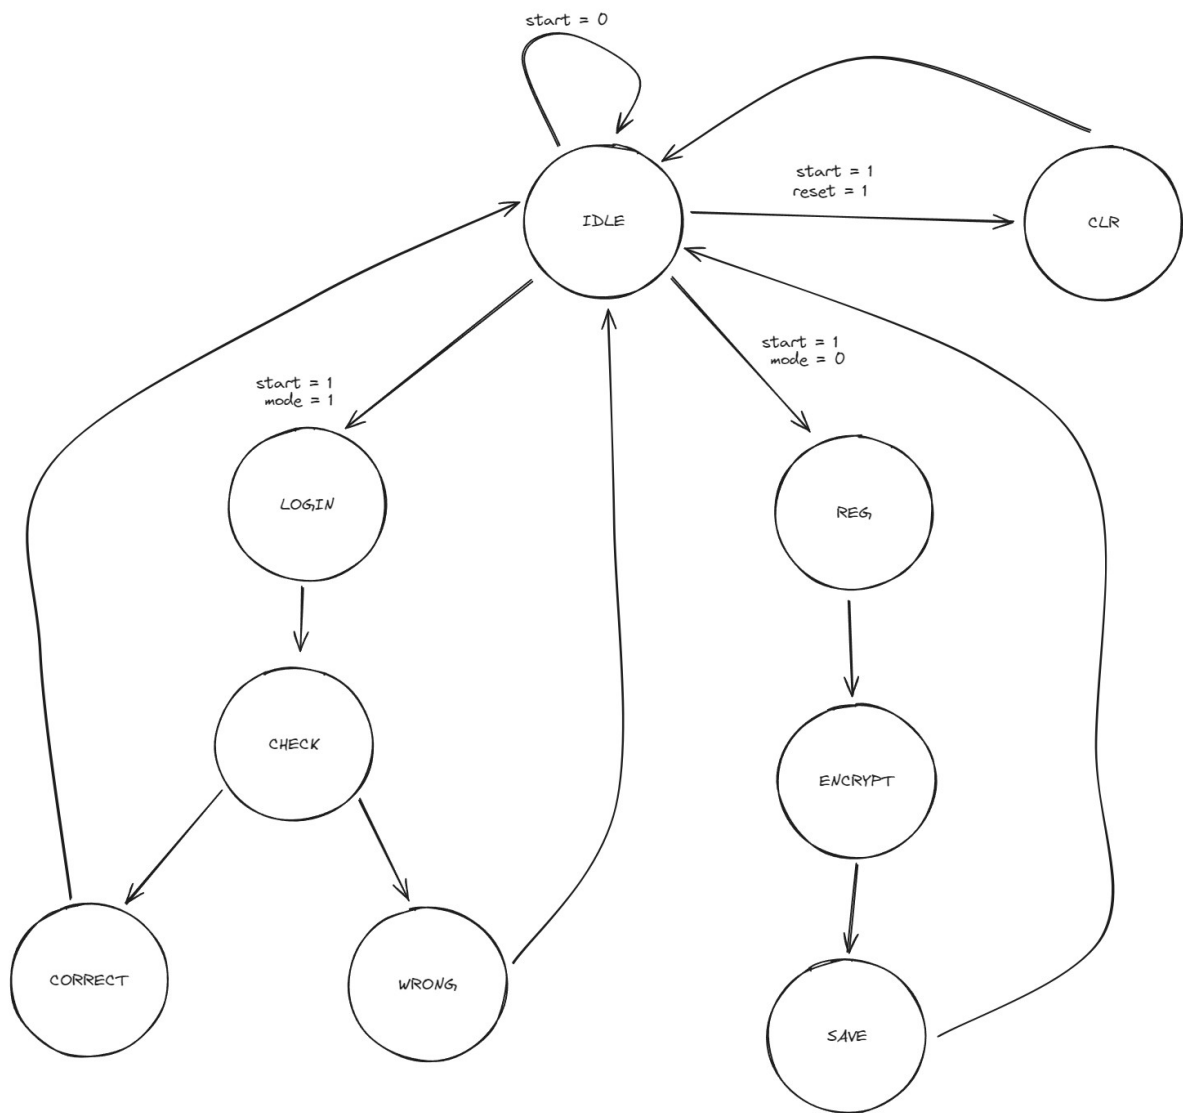 start = 0
IDLE
start = 1
reset = 1
CLR
start = 1
mode = 0
start = 1
mode = 1
LOGIN
REG
CHECK
ENCRYPT
CORRECT
WRONG
SAVE